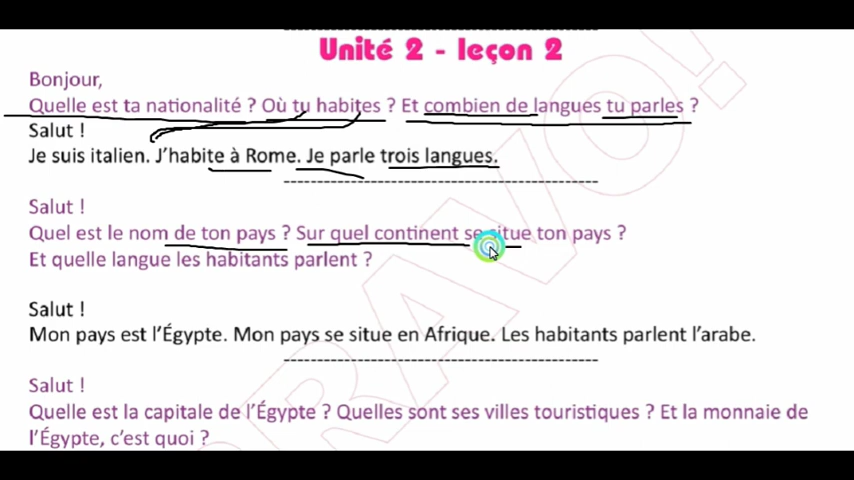 Unité 2 - leçon 2
Bonjour,
Quelle est ta nationalité ? Où tu habites ? Et combien de langues tu parles ?
Salut !
Je suis italien. J'habite à Rome. Je parle trois langues.
Salut !
Quel est le nom de ton pays ? Sur quel continent se situe ton pays ?
Et quelle langue les habitants parlent ?
Salut !
Mon pays est l'Égypte. Mon pays se situe en Afrique. Les habitants parlent l'arabe.
Salut !
Quelle est la capitale de l'Égypte ? Quelles sont ses villes touristiques ? Et la monnaie de
l'Égypte, c'est quoi ?
BRAVO!